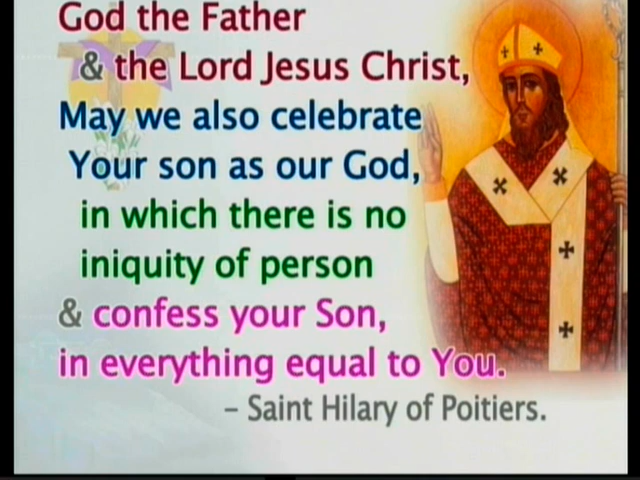 God the Father
& the Lord Jesus Christ,
May we also celebrate
Your son as our God,
in which there is no
iniquity of person
& confess your Son,
in everything equal to You.
– Saint Hilary of Poitiers.